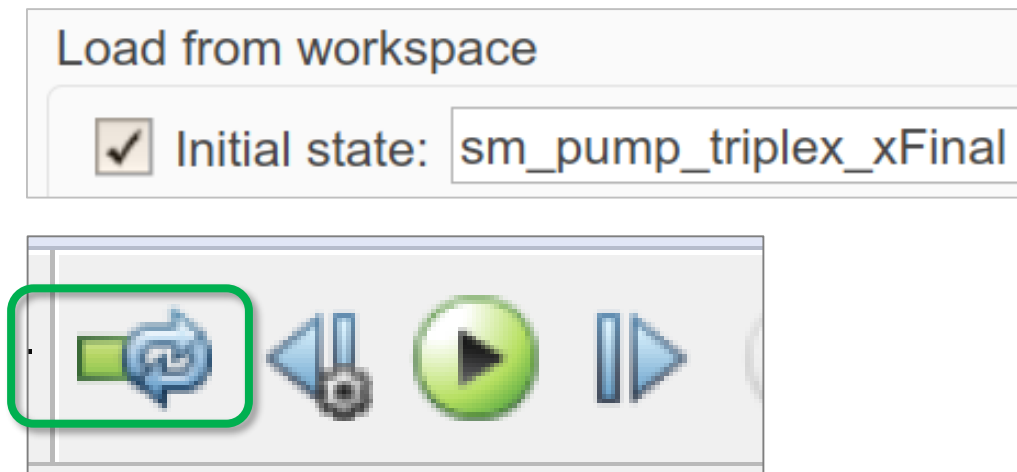 Load from workspace
Initial state: sm_pump_triplex_xFinal